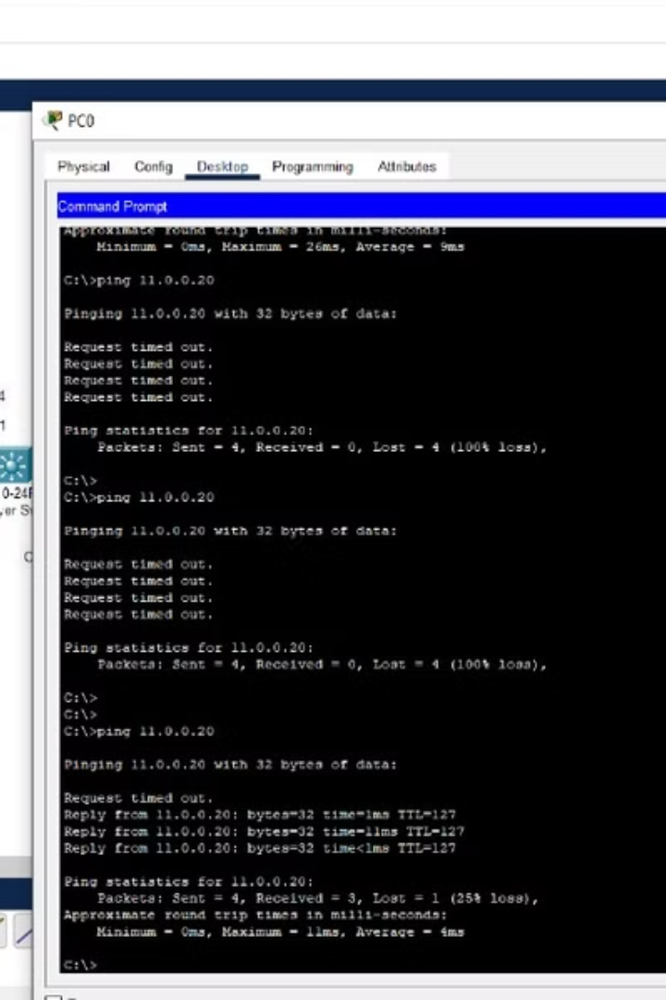 PC0
Physical Config Desktop Programming Attributes
Command Prompt
Approximate round trip times in milli-seconds:
Minimum = 0ms, Maximum = 26ms, Average = 9ms
C:\>ping 11.0.0.20
Pinging 11.0.0.20 with 32 bytes of data:
Request timed out.
Request timed out.
Request timed out.
Request timed out.
Ping statistics for 11.0.0.20:
Packets: Sent = 4, Received = 0, Lost = 4 (100% loss),
C:\>
C:\>ping 11.0.0.20
Pinging 11.0.0.20 with 32 bytes of data:
Request timed out.
Request timed out.
Request timed out.
Request timed out.
Ping statistics for 11.0.0.20:
Packets: Sent = 4, Received = 0, Lost = 4 (100% loss),
C:\>
C:\>
C:\>ping 11.0.0.20
Pinging 11.0.0.20 with 32 bytes of data:
Request timed out.
Reply from 11.0.0.20: bytes=32 time=1ms TTL=127
Reply from 11.0.0.20: bytes=32 time=11ms TTL=127
Reply from 11.0.0.20: bytes=32 time<1ms TTL=127
Ping statistics for 11.0.0.20:
Packets: Sent = 4, Received = 3, Lost = 1 (25% loss),
Approximate round trip times in milli-seconds:
Minimum = 0ms, Maximum = 11ms, Average = 4ms
C:\>